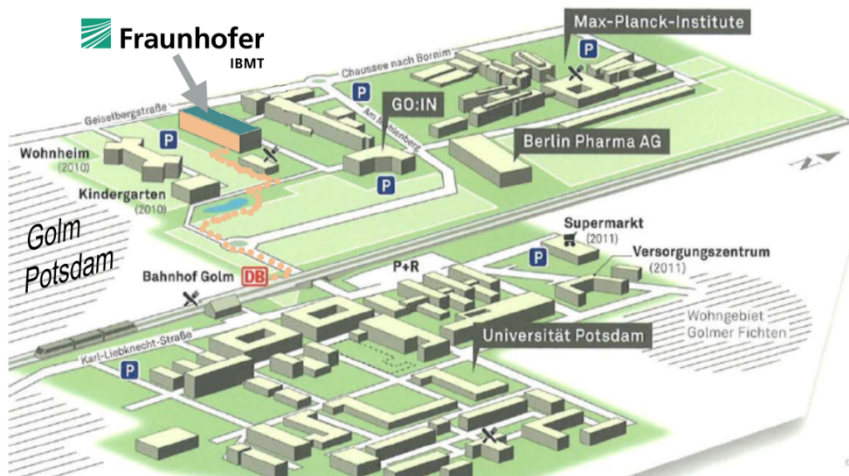 Fraunhofer
IBMT
Max-Planck-Institute
P
Chaussee nach Bornim
P
Geiselbergstraße
GO:IN
Am Mühlenberg
P
Berlin Pharma AG
Wohnheim
(2010)
P
Kindergarten
(2010)
Golm
Potsdam
Supermarkt
(2011)
Versorgungszentrum
(2011)
P
P+R
Bahnhof Golm DB
Wohngebiet
Golmer Fichten
Universität Potsdam
Karl-Liebknecht-Straße
P